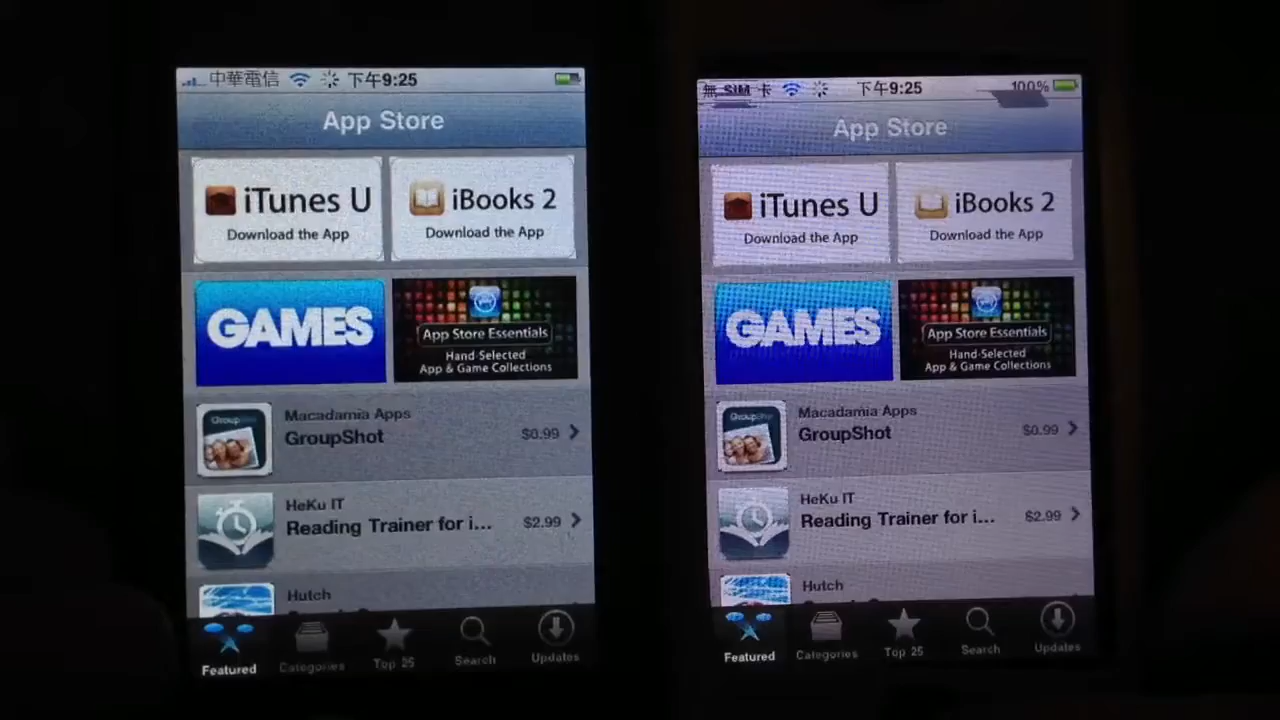 中華電信 下午9:25
App Store
iTunes U
Download the App
iBooks 2
Download the App
GAMES
App Store Essentials
Hand-Selected
App & Game Collections
Macadamia Apps
GroupShot
$0.99
HeKu IT
Reading Trainer for i...
$2.99
Hutch
Featured
Categories
Top 25
Search
Updates
無 SIM 卡 下午9:25 100%
App Store
iTunes U
Download the App
iBooks 2
Download the App
GAMES
App Store Essentials
Hand-Selected
App & Game Collections
Macadamia Apps
GroupShot
$0.99
HeKu IT
Reading Trainer for i...
$2.99
Hutch
Featured
Categories
Top 25
Search
Updates